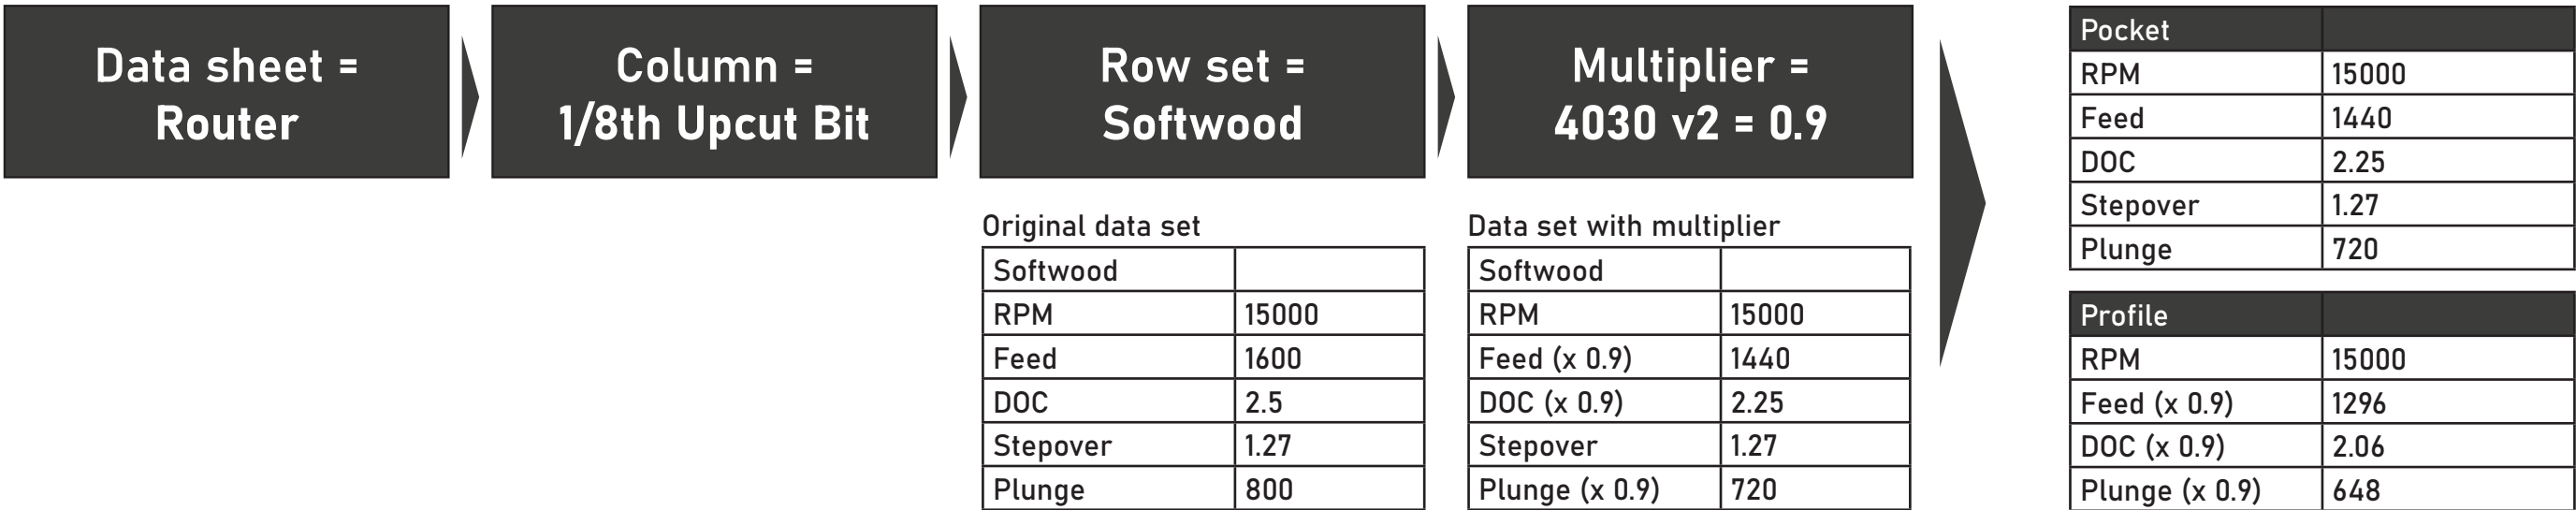 Data sheet =
Router
Column =
1/8th Upcut Bit
Row set =
Softwood
Multiplier =
4030 v2 = 0.9
Original data set
Softwood
RPM 15000
Feed 1600
DOC 2.5
Stepover 1.27
Plunge 800
Data set with multiplier
Softwood
RPM 15000
Feed (x 0.9) 1440
DOC (x 0.9) 2.25
Stepover 1.27
Plunge (x 0.9) 720
Pocket
RPM 15000
Feed 1440
DOC 2.25
Stepover 1.27
Plunge 720
Profile
RPM 15000
Feed (x 0.9) 1296
DOC (x 0.9) 2.06
Plunge (x 0.9) 648